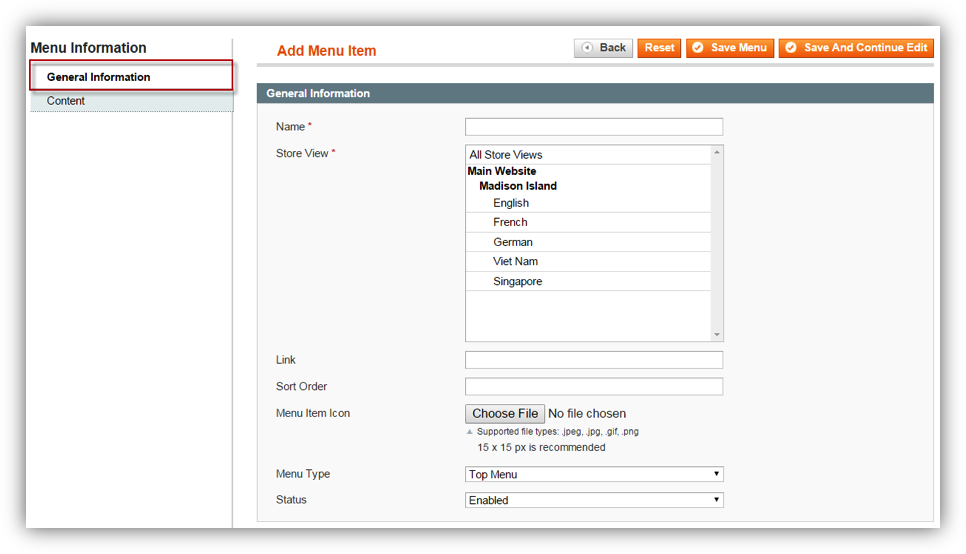 Menu Information
General Information
Content
Add Menu Item
Back Reset Save Menu Save And Continue Edit
General Information
Name *
Store View *
All Store Views
Main Website
Madison Island
English
French
German
Viet Nam
Singapore
Link
Sort Order
Menu Item Icon Choose File No file chosen
Supported file types: .jpeg, .jpg, .gif, .png
15 x 15 px is recommended
Menu Type Top Menu
Status Enabled